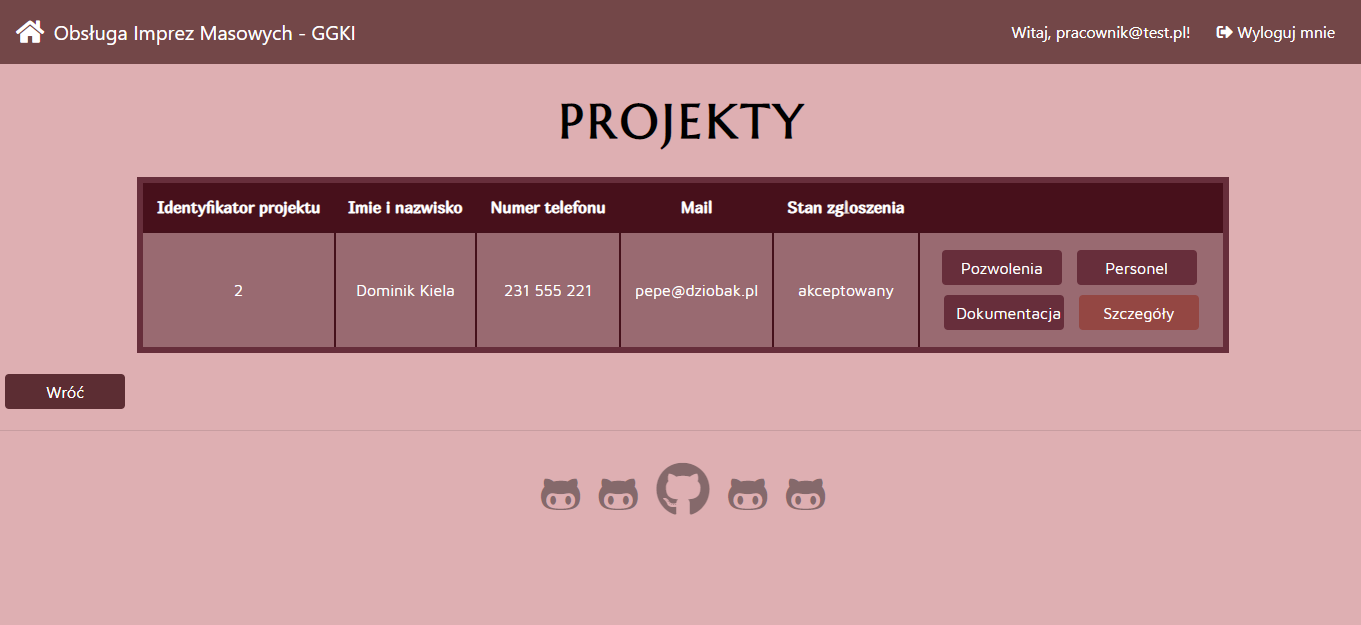 Obsługa Imprez Masowych - GGKI
Witaj, pracownik@test.pl!
Wyloguj mnie
PROJEKTY
Identyfikator projektu Imie i nazwisko Numer telefonu Mail Stan zgloszenia
2 Dominik Kiela 231 555 221 pepe@dziobak.pl akceptowany
Pozwolenia Personel
Dokumentacja Szczegóły
Wróć